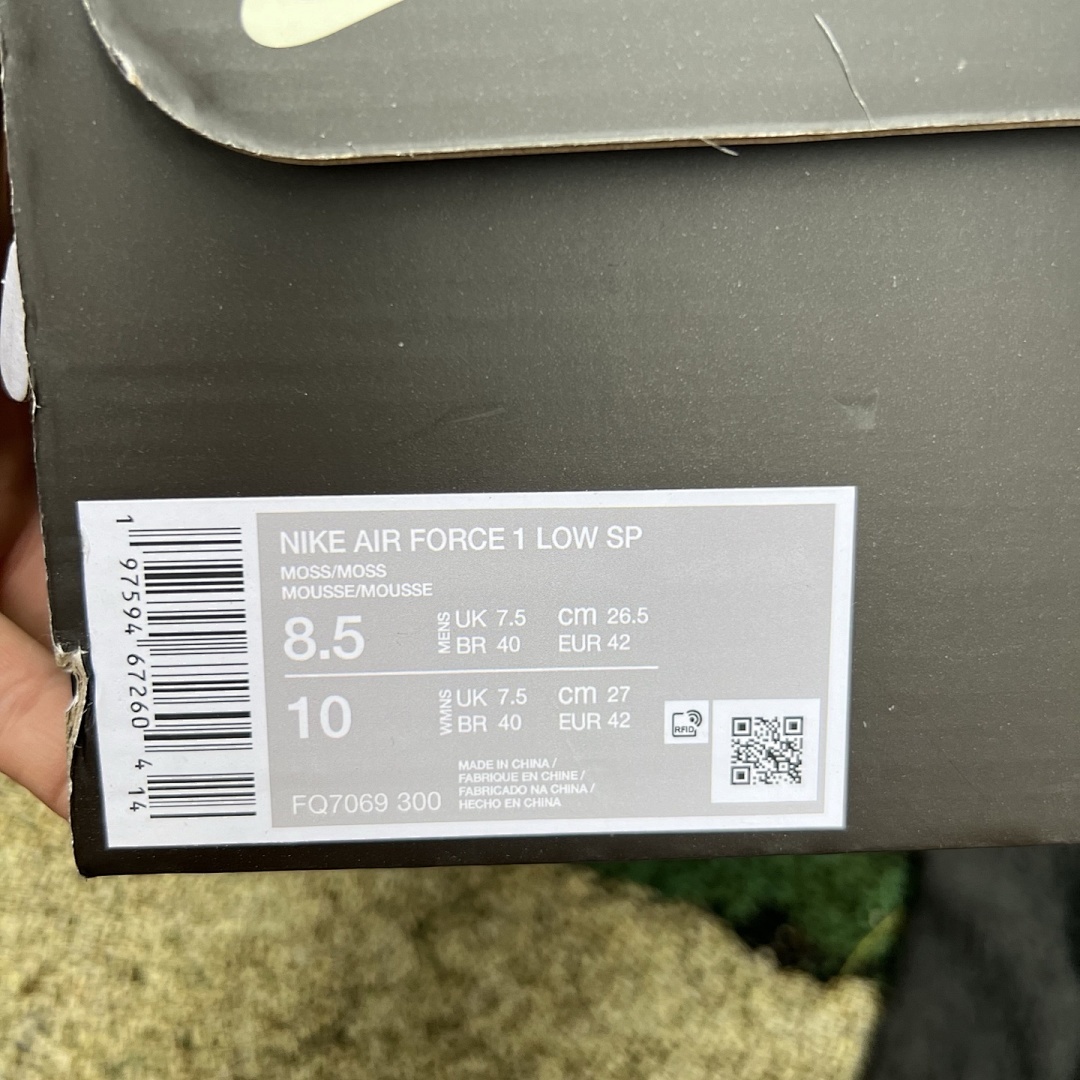 NIKE AIR FORCE 1 LOW SP
MOSS/MOSS
MOUSSE/MOUSSE
8.5 MENS UK 7.5 cm 26.5
BR 40 EUR 42
10 WMNS UK 7.5 cm 27
BR 40 EUR 42
RFID
MADE IN CHINA /
FABRIQUE EN CHINE /
FABRICADO NA CHINA /
HECHO EN CHINA
FQ7069 300
1 97594 67260 4 14